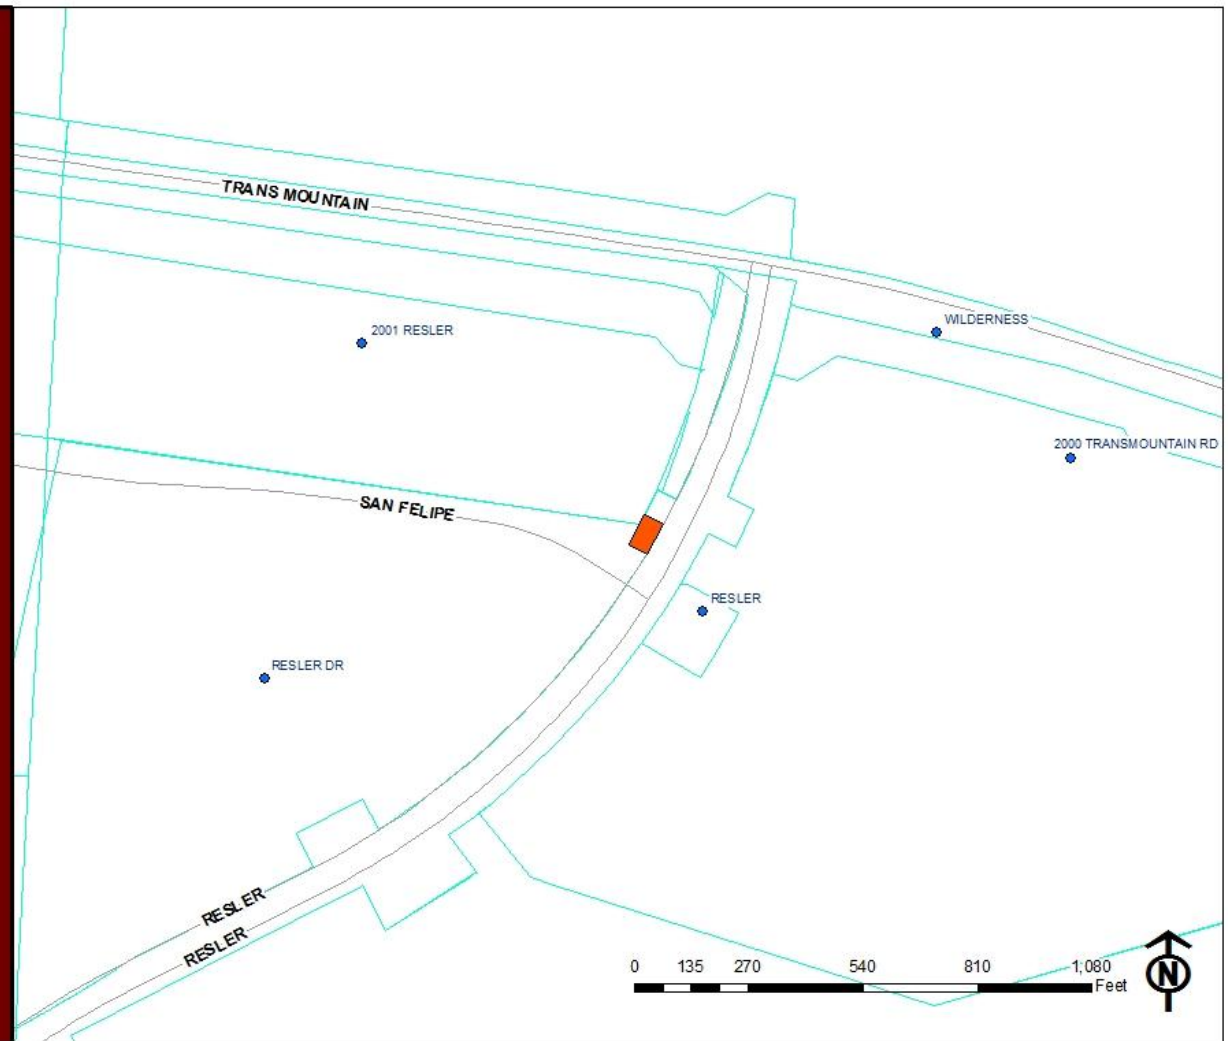 TRANS MOUNTAIN
WILDERNESS
2001 RESLER
2000 TRANSMOUNTAIN RD
SAN FELIPE
RESLER
RESLER DR
RESLER
RESLER
0 135 270 540 810 1,080
Feet
N